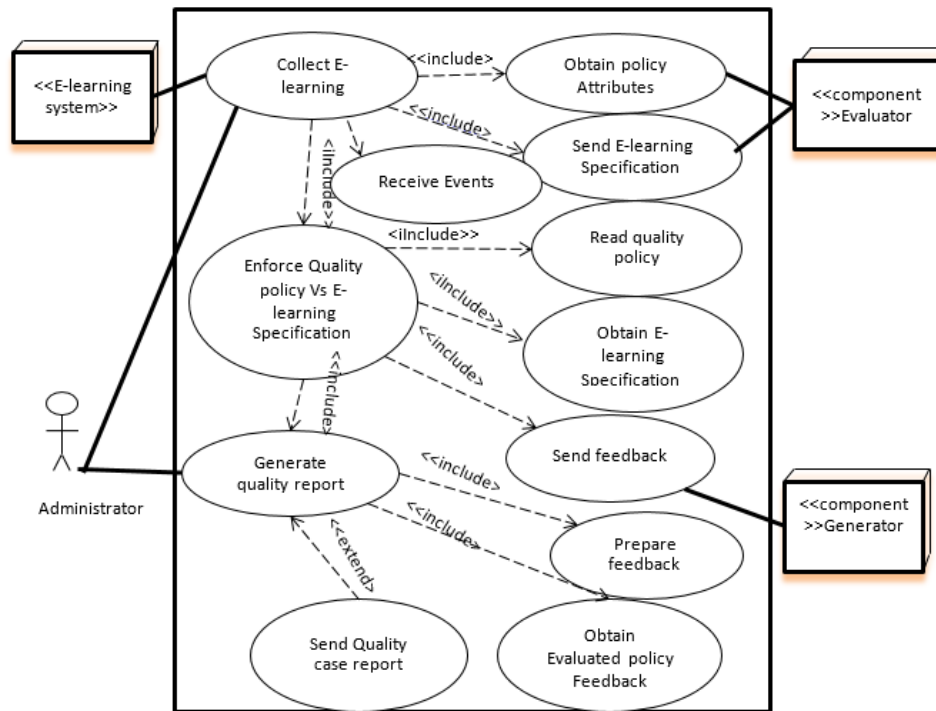 <<E-learning
system>>
Collect E-
learning
<<include>
Obtain policy
Attributes
<<component
>>Evaluator
<<include>
Send E-learning
Specification
<iInclude>>
Receive Events
<iInclude>>
Read quality
policy
Enforce Quality
policy Vs E-
learning
Specification
<iInclude>>
Obtain E-
learning
Specification
<<include>
<<include>
Send feedback
Administrator
Generate
quality report
<<include>
<<component
>>Generator
<<include>
Prepare
feedback
<<extend>
Send Quality
case report
Obtain
Evaluated policy
Feedback